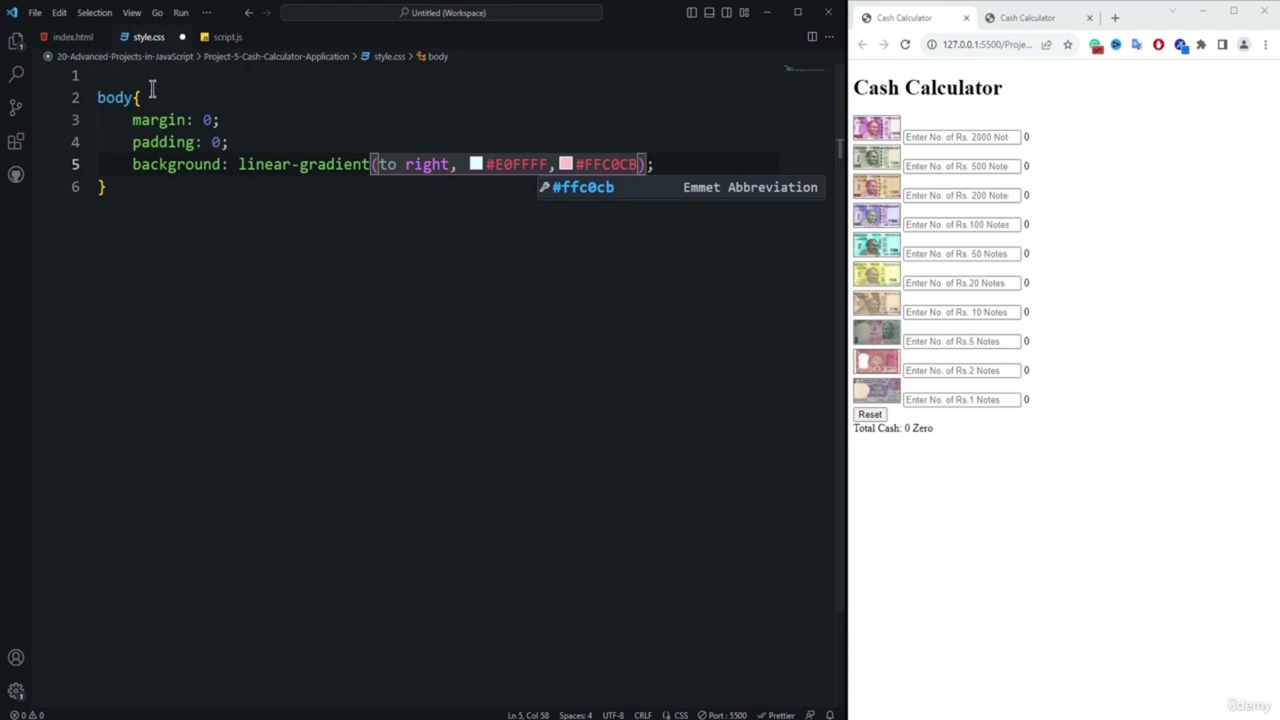 File Edit Selection View Go Run ··· Untitled (Workspace)
index.html style.css script.js
20-Advanced-Projects-in-JavaScript > Project-5-Cash-Calculator-Application > style.css > body
1
2 body{
3 margin: 0;
4 padding: 0;
5 background: linear-gradient(to right, #E0FFFF,#FFC0CB);
6 }
#ffc0cb Emmet Abbreviation
0 0 Ln 5, Col 58 Spaces: 4 UTF-8 CRLF CSS Port : 5500 Prettier
Cash Calculator Cash Calculator
127.0.0.1:5500/Proje...
Cash Calculator
Enter No. of Rs. 2000 Not 0
Enter No. of Rs. 500 Note 0
Enter No. of Rs. 200 Note 0
Enter No. of Rs.100 Notes 0
Enter No. of Rs. 50 Notes 0
Enter No. of Rs.20 Notes 0
Enter No. of Rs. 10 Notes 0
Enter No. of Rs.5 Notes 0
Enter No. of Rs.2 Notes 0
Enter No. of Rs.1 Notes 0
Reset
Total Cash: 0 Zero
ûdemy